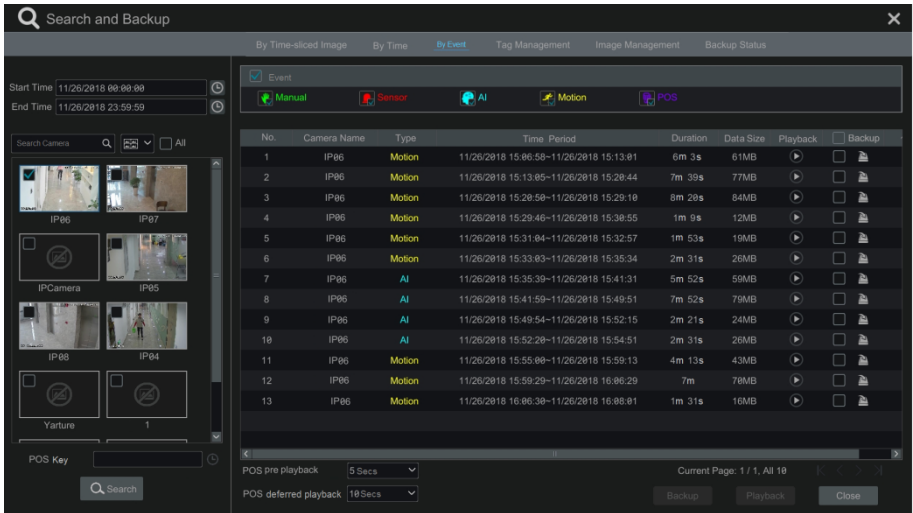 Search and Backup
By Time-sliced Image By Time By Event Tag Management Image Management Backup Status
Start Time 11/26/2018 00:00:00
End Time 11/26/2018 23:59:59
Search Camera All
IP06 IP07
IPCamera IP05
IP08 IP04
Yarture 1
POS Key
Search
Event
Manual Sensor AI Motion POS
No. Camera Name Type Time Period Duration Data Size Playback Backup
1 IP06 Motion 11/26/2018 15:06:58~11/26/2018 15:13:01 6m 3s 61MB
2 IP06 Motion 11/26/2018 15:13:05~11/26/2018 15:20:44 7m 39s 77MB
3 IP06 Motion 11/26/2018 15:20:50~11/26/2018 15:29:10 8m 20s 84MB
4 IP06 Motion 11/26/2018 15:29:46~11/26/2018 15:30:55 1m 9s 12MB
5 IP06 Motion 11/26/2018 15:31:04~11/26/2018 15:32:57 1m 53s 19MB
6 IP06 Motion 11/26/2018 15:33:03~11/26/2018 15:35:34 2m 31s 26MB
7 IP06 AI 11/26/2018 15:35:39~11/26/2018 15:41:31 5m 52s 59MB
8 IP06 AI 11/26/2018 15:41:59~11/26/2018 15:49:51 7m 52s 79MB
9 IP06 AI 11/26/2018 15:49:54~11/26/2018 15:52:15 2m 21s 24MB
10 IP06 AI 11/26/2018 15:52:20~11/26/2018 15:54:51 2m 31s 26MB
11 IP06 Motion 11/26/2018 15:55:00~11/26/2018 15:59:13 4m 13s 43MB
12 IP06 Motion 11/26/2018 15:59:29~11/26/2018 16:06:29 7m 70MB
13 IP06 Motion 11/26/2018 16:06:30~11/26/2018 16:08:01 1m 31s 16MB
POS pre playback 5 Secs
Current Page: 1 / 1, All 10
POS deferred playback 10 Secs
Backup Playback Close